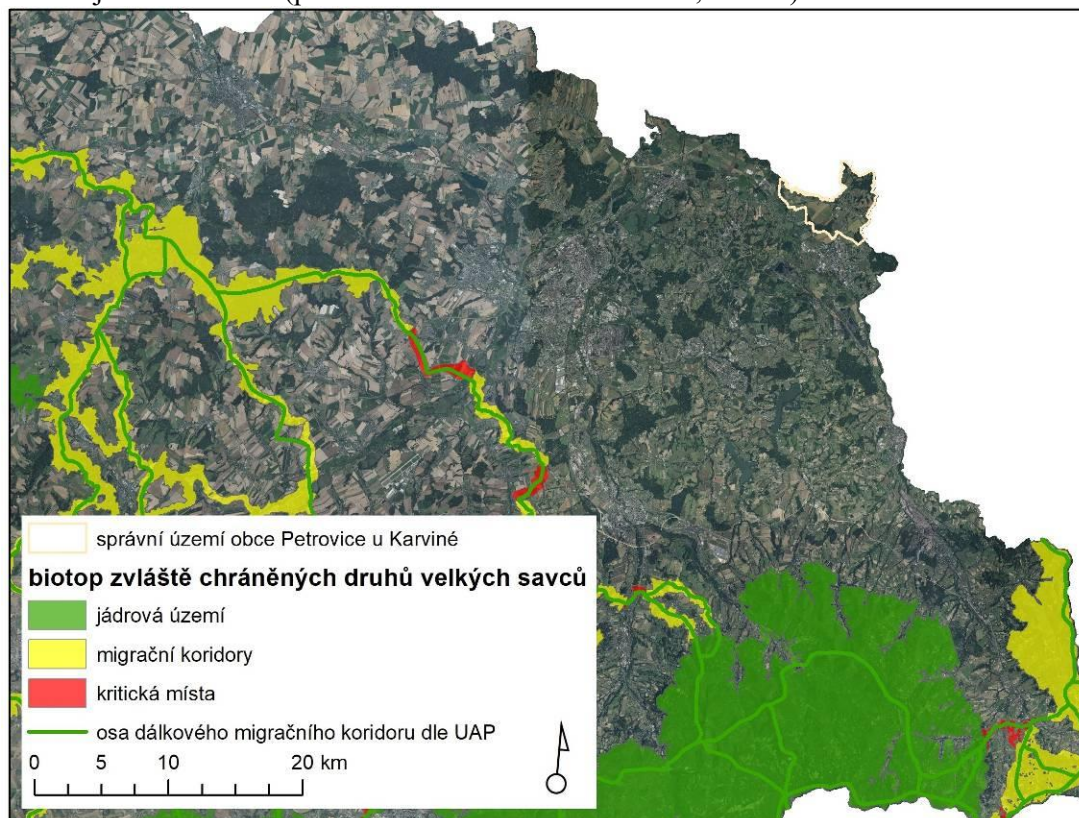 správní území obce Petrovice u Karviné
biotop zvláště chráněných druhů velkých savců
jádrová území
migrační koridory
kritická místa
osa dálkového migračního koridoru dle UAP
0 5 10 20 km